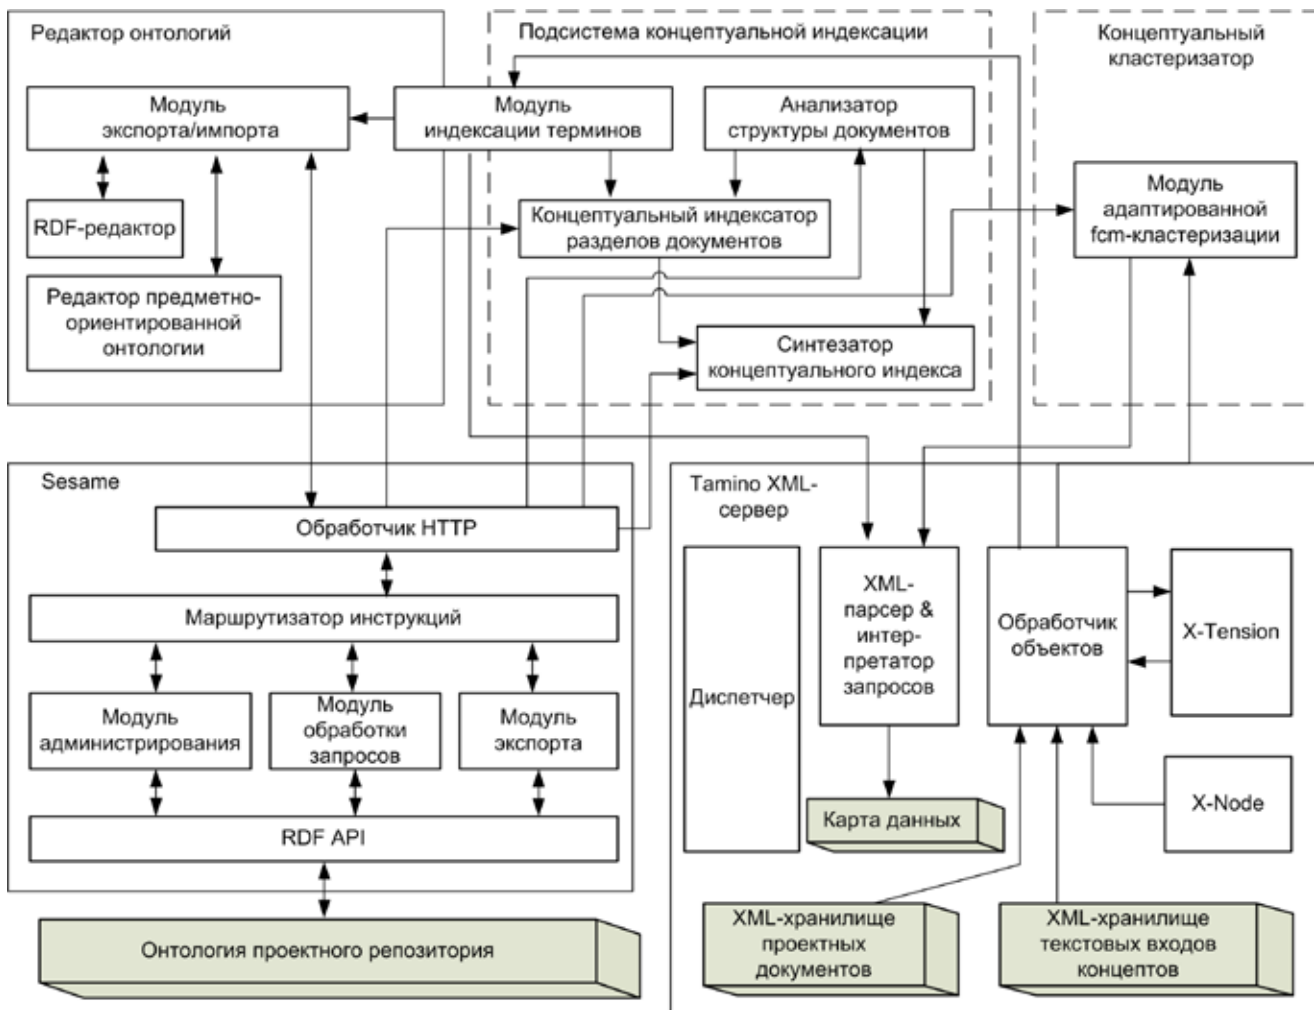 Редактор онтологий
Модуль
экспорта/импорта
RDF-редактор
Редактор предметно-
ориентированной
онтологии
Подсистема концептуальной индексации
Модуль
индексации терминов
Анализатор
структуры документов
Концептуальный индексатор
разделов документов
Синтезатор
концептуального индекса
Концептуальный
кластеризатор
Модуль
адаптированной
fcm-кластеризации
Sesame
Обработчик HTTP
Маршрутизатор инструкций
Модуль
администрирования
Модуль
обработки
запросов
Модуль
экспорта
RDF API
Онтология проектного репозитория
Tamino XML-
сервер
Диспетчер
XML-
парсер &
интер-
претатор
запросов
Обработчик
объектов
X-Tension
X-Node
Карта данных
XML-хранилище
проектных
документов
XML-хранилище
текстовых входов
концептов